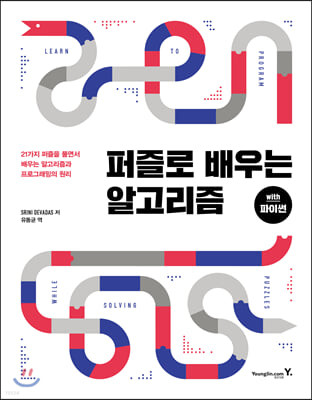 LEARN TO PROGRAM
21가지 퍼즐을 풀면서
배우는 알고리즘과
프로그래밍의 원리
퍼즐로 배우는
알고리즘
with
파이썬
SRINI DEVADAS 저
유동균 역
WHILE SOLVING PUZZLES
Youngjin.com Y.